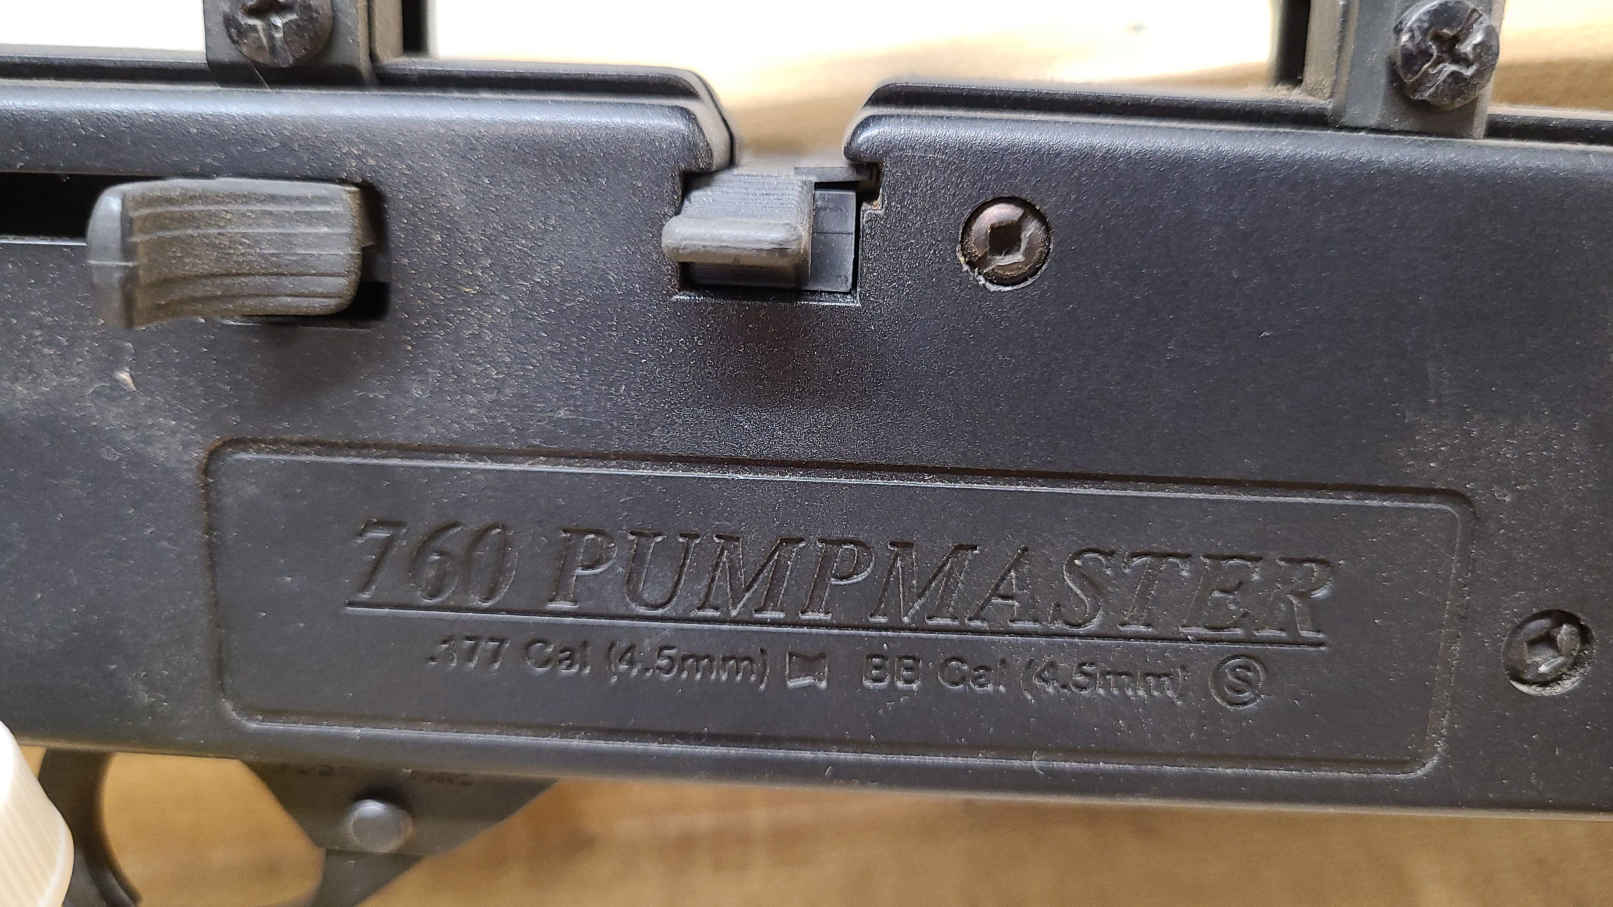 760 PUMPMASTER
.177 Cal (4.5mm) BB Cal (4.5mm) S